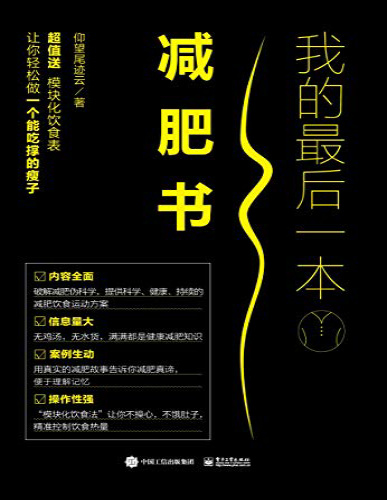 我的最后一本
减肥书
仰望尾迹云／著
超值送 模块化饮食表
让你轻松做一个能吃撑的瘦子
内容全面
破解减肥伪科学，提供科学、健康、持续的
减肥饮食运动方案
信息量大
无鸡汤，无水货，满满都是健康减肥知识
案例生动
用真实的减肥故事告诉你减肥真谛，
便于理解记忆
操作性强
“模块化饮食法”让你不操心，不饿肚子，
精准控制饮食热量
中国工信出版集团
电子工业出版社